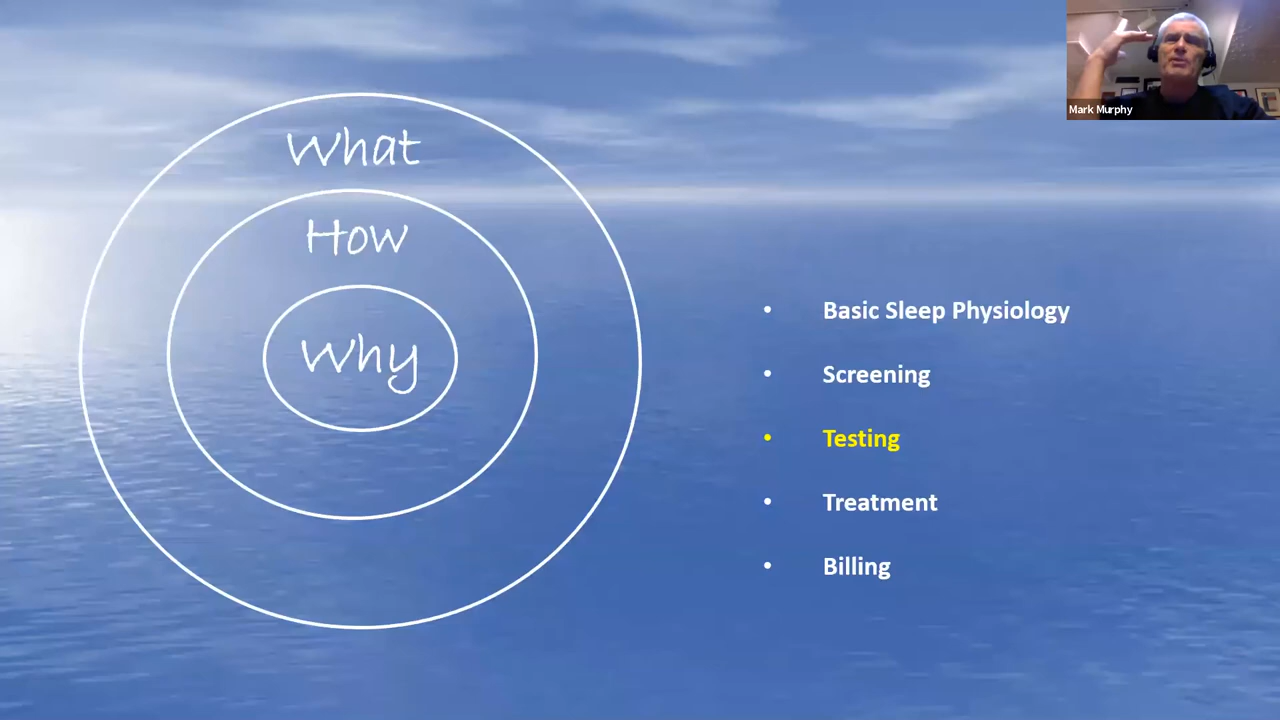 What
How
Why
• Basic Sleep Physiology
• Screening
• Testing
• Treatment
• Billing
Mark Murphy